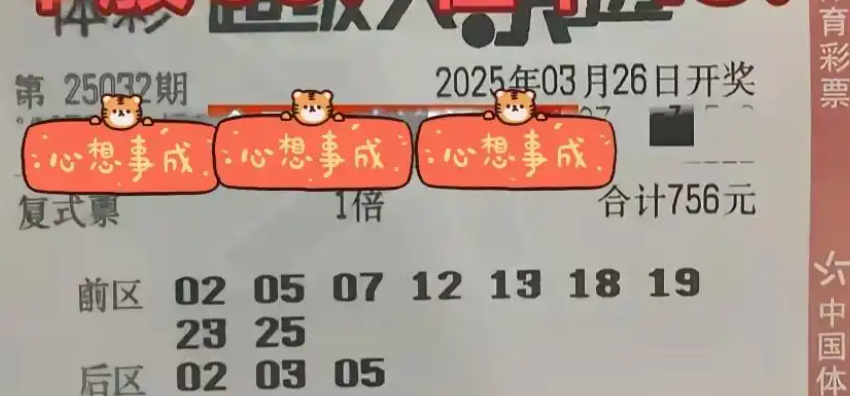 体彩 超级大乐透
第 25032期
2025年03月26日开奖
心想事成 心想事成 心想事成
复式票 1倍 合计756元
前区 02 05 07 12 13 18 19
23 25
后区 02 03 05
育彩票
中国体